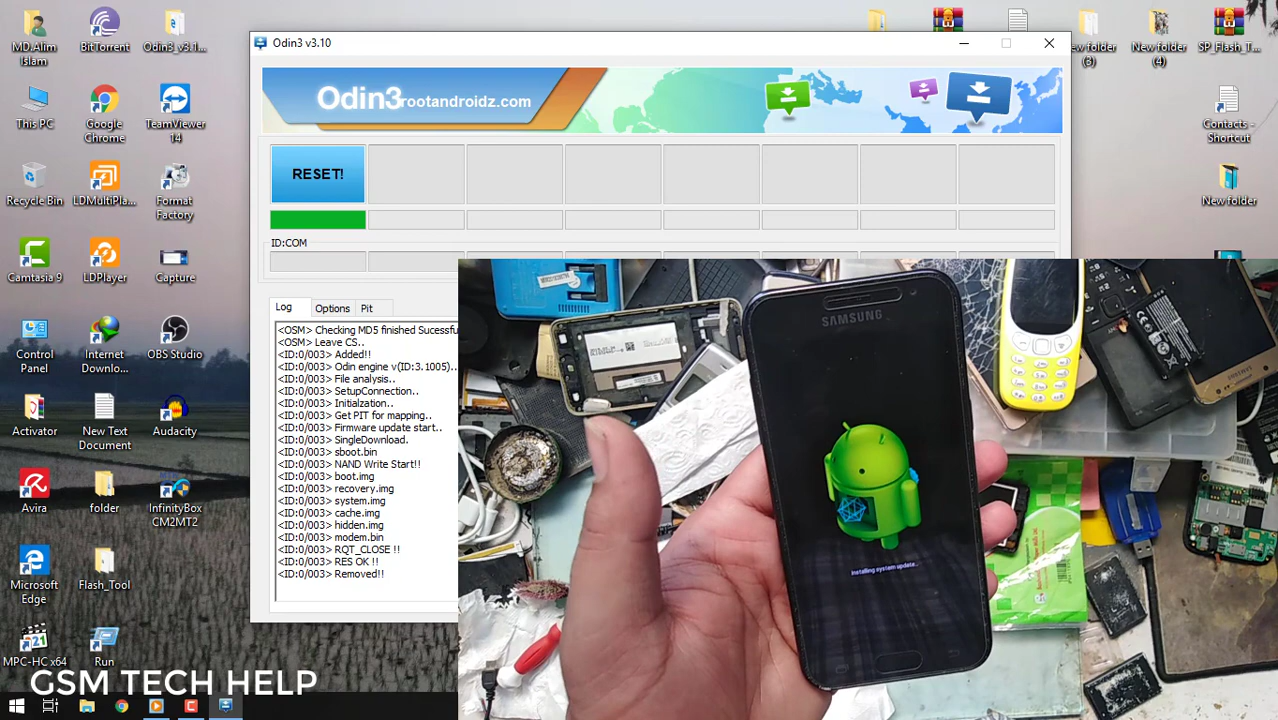 MD.Alim
Islam
BitTorrent
Odin3_v3.1...
This PC
Google
Chrome
TeamViewer
14
Recycle Bin
LDMultiPla...
Format
Factory
Camtasia 9
LDPlayer
Capture
Control
Panel
Internet
Downlo...
OBS Studio
Activator
New Text
Document
Audacity
Avira
folder
InfinityBox
CM2MT2
Microsoft
Edge
Flash_Tool
MPC-HC x64
Run
GSM TECH HELP
Odin3 v3.10
Odin3rootandroidz.com
RESET!
ID:COM
Log
Options
Pit
<OSM> Checking MD5 finished Sucessfu
<OSM> Leave CS..
<ID:0/003> Added!!
<ID:0/003> Odin engine v(ID:3.1005)..
<ID:0/003> File analysis..
<ID:0/003> SetupConnection..
<ID:0/003> Initialzation..
<ID:0/003> Get PIT for mapping..
<ID:0/003> Firmware update start..
<ID:0/003> SingleDownload.
<ID:0/003> sboot.bin
<ID:0/003> NAND Write Start!!
<ID:0/003> boot.img
<ID:0/003> recovery.img
<ID:0/003> system.img
<ID:0/003> cache.img
<ID:0/003> hidden.img
<ID:0/003> modem.bin
<ID:0/003> RQT_CLOSE !!
<ID:0/003> RES OK !!
<ID:0/003> Removed!!
SAMSUNG
Installing system update..
ew folder
(3)
New folder
(4)
SP_Flash_T...
Contacts -
Shortcut
New folder